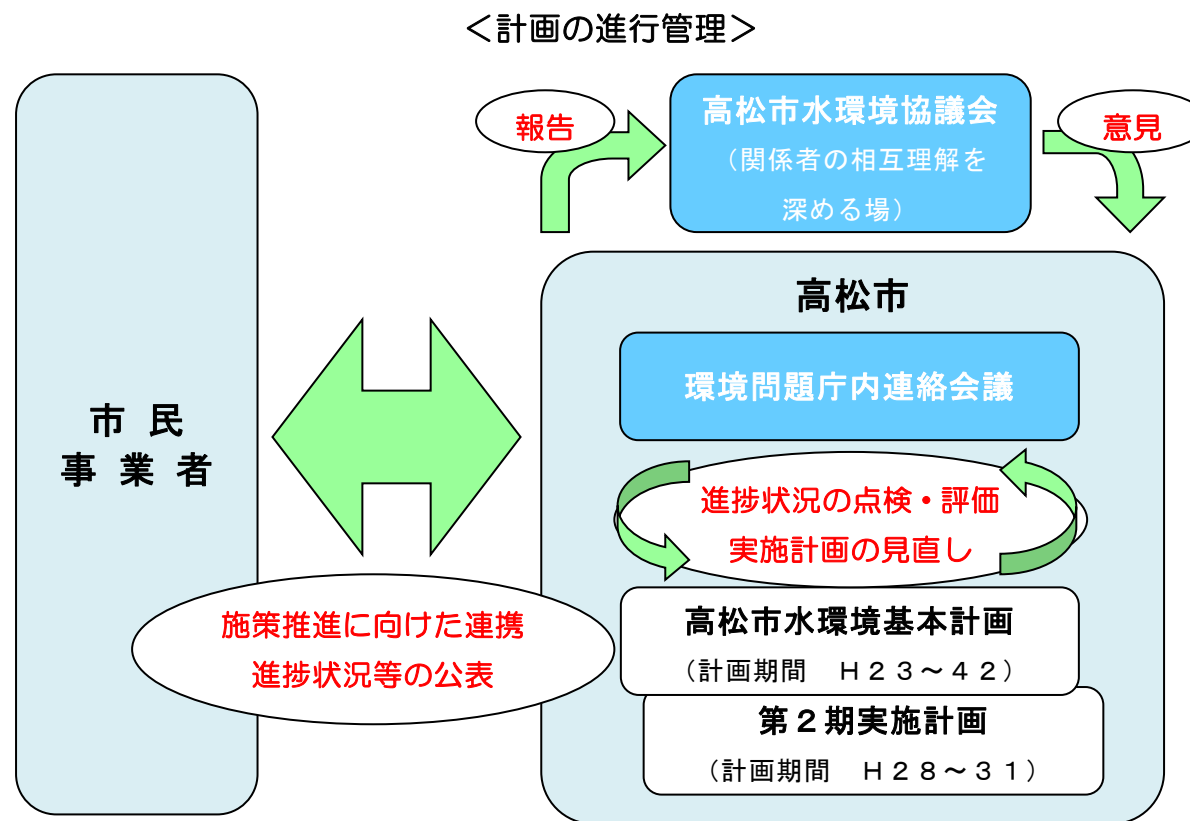 ＜計画の進行管理＞
報告
高松市水環境協議会
（関係者の相互理解を
深める場）
意見
高松市
環境問題庁内連絡会議
市 民
事 業 者
進捗状況の点検・評価
実施計画の見直し
施策推進に向けた連携
進捗状況等の公表
高松市水環境基本計画
（計画期間　Ｈ２３～４２）
第２期実施計画
（計画期間　Ｈ２８～３１）